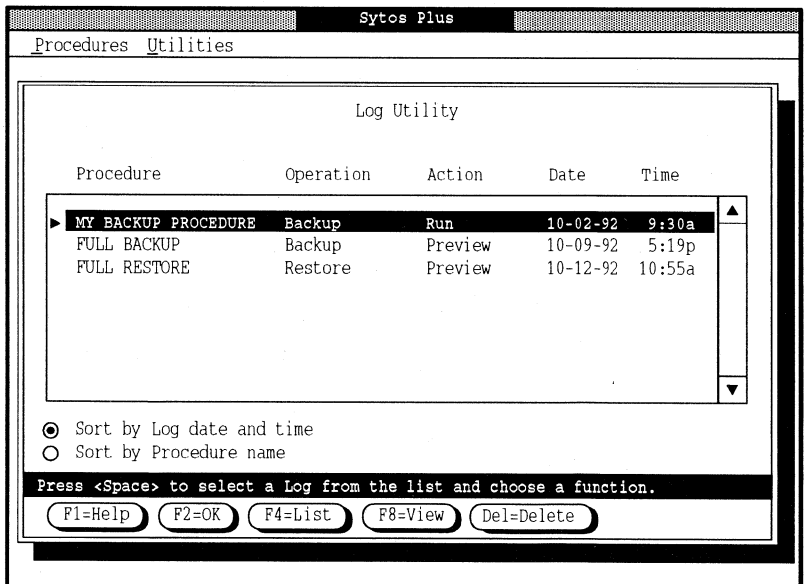 Sytos Plus
Procedures Utilities
Log Utility
Procedure Operation Action Date Time
MY BACKUP PROCEDURE Backup Run 10-02-92 9:30a
FULL BACKUP Backup Preview 10-09-92 5:19p
FULL RESTORE Restore Preview 10-12-92 10:55a
Sort by Log date and time
Sort by Procedure name
Press <Space> to select a Log from the list and choose a function.
F1=Help F2=OK F4=List F8=View Del=Delete